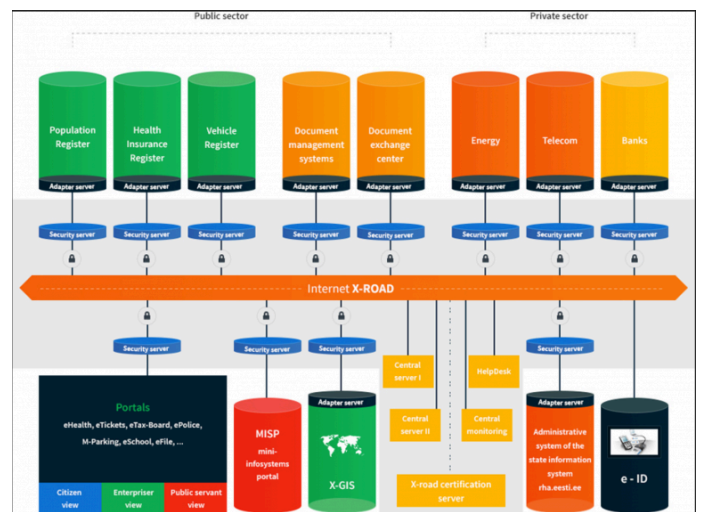 Public sector
Private sector
Population
Register
Health
Insurance
Register
Vehicle
Register
Document
management
systems
Document
exchange
center
Energy
Telecom
Banks
Adapter server
Adapter server
Adapter server
Adapter server
Adapter server
Adapter server
Adapter server
Adapter server
Security server
Security server
Security server
Security server
Security server
Security server
Security server
Security server
Internet X-ROAD
Security server
Security server
Security server
Security server
Central
server I
HelpDesk
Central
server II
Central
monitoring
X-road certification
server
Portals
eHealth, eTickets, eTax-Board, ePolice,
M-Parking, eSchool, eFile, ...
Citizen
view
Enterpriser
view
Public servant
view
MISP
mini-
infosystems
portal
Adapter server
X-GIS
Adapter server
Administrative
system of the
state information
system
rha.eesti.ee
e - ID